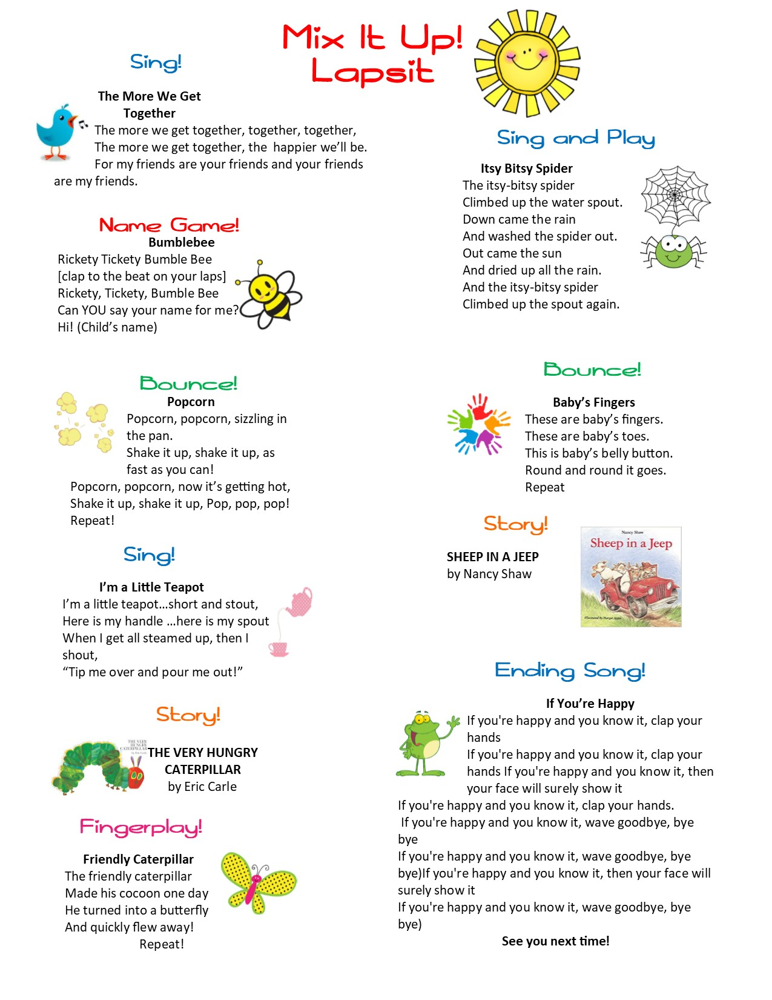 Mix It Up!
Lapsit
Sing!
The More We Get
Together
The more we get together, together, together,
The more we get together, the  happier we’ll be.
For my friends are your friends and your friends
are my friends.
Name Game!
Bumblebee
Rickety Tickety Bumble Bee
[clap to the beat on your laps]
Rickety, Tickety, Bumble Bee
Can YOU say your name for me?
Hi! (Child’s name)
Bounce!
Popcorn
Popcorn, popcorn, sizzling in
the pan.
Shake it up, shake it up, as
fast as you can!
Popcorn, popcorn, now it’s getting hot,
Shake it up, shake it up, Pop, pop, pop!
Repeat!
Sing!
I’m a Little Teapot
I’m a little teapot…short and stout,
Here is my handle …here is my spout
When I get all steamed up, then I
shout,
“Tip me over and pour me out!”
Story!
THE VERY
HUNGRY
CATERPILLAR
by Eric Carle
THE VERY HUNGRY
CATERPILLAR
by Eric Carle
Fingerplay!
Friendly Caterpillar
The friendly caterpillar
Made his cocoon one day
He turned into a butterfly
And quickly flew away!
Repeat!
Sing and Play
Itsy Bitsy Spider
The itsy-bitsy spider
Climbed up the water spout.
Down came the rain
And washed the spider out.
Out came the sun
And dried up all the rain.
And the itsy-bitsy spider
Climbed up the spout again.
Bounce!
Baby’s Fingers
These are baby’s fingers.
These are baby’s toes.
This is baby’s belly button.
Round and round it goes.
Repeat
Story!
SHEEP IN A JEEP
by Nancy Shaw
Nancy Shaw
Sheep in a Jeep
Illustrated by Margot Apple
Ending Song!
If You’re Happy
If you're happy and you know it, clap your
hands
If you're happy and you know it, clap your
hands If you're happy and you know it, then
your face will surely show it
If you're happy and you know it, clap your hands.
If you're happy and you know it, wave goodbye, bye
bye
If you're happy and you know it, wave goodbye, bye
bye)If you're happy and you know it, then your face will
surely show it
If you're happy and you know it, wave goodbye, bye
bye)
See you next time!